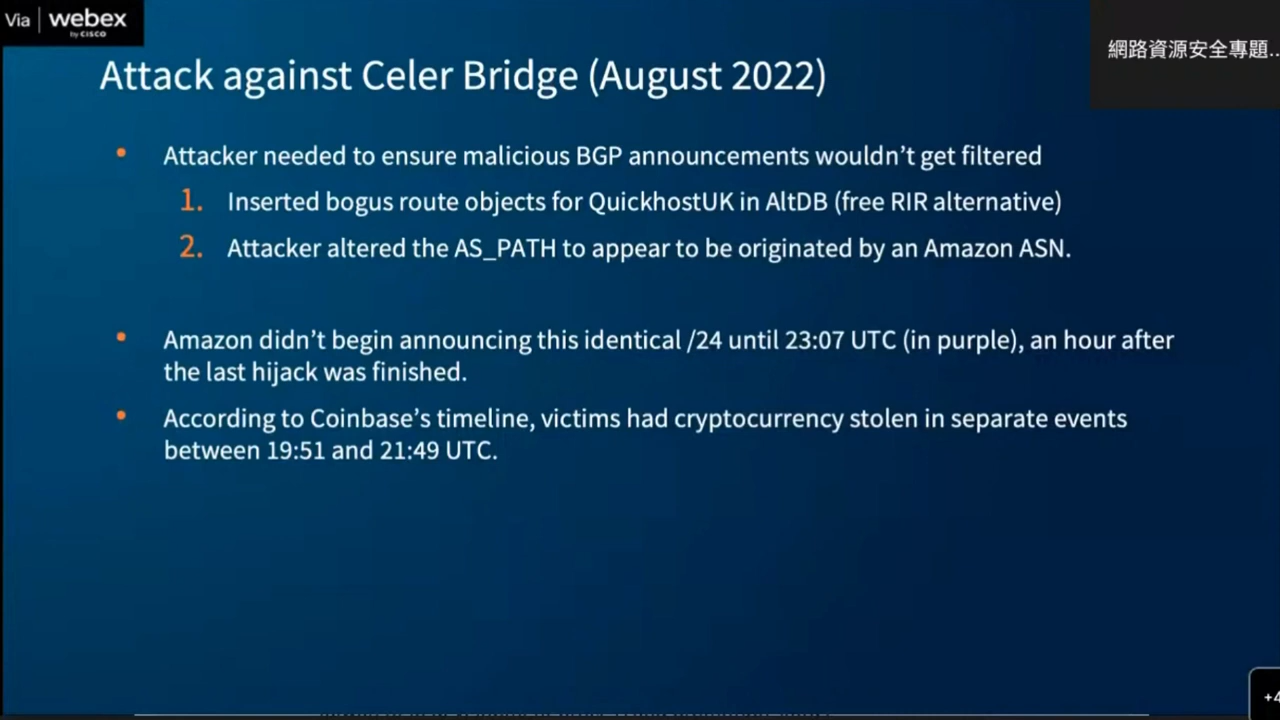 Via webex
by CISCO
網路資源安全專題...
Attack against Celer Bridge (August 2022)
• Attacker needed to ensure malicious BGP announcements wouldn’t get filtered
1. Inserted bogus route objects for QuickhostUK in AltDB (free RIR alternative)
2. Attacker altered the AS_PATH to appear to be originated by an Amazon ASN.
• Amazon didn’t begin announcing this identical /24 until 23:07 UTC (in purple), an hour after
the last hijack was finished.
• According to Coinbase’s timeline, victims had cryptocurrency stolen in separate events
between 19:51 and 21:49 UTC.
+4